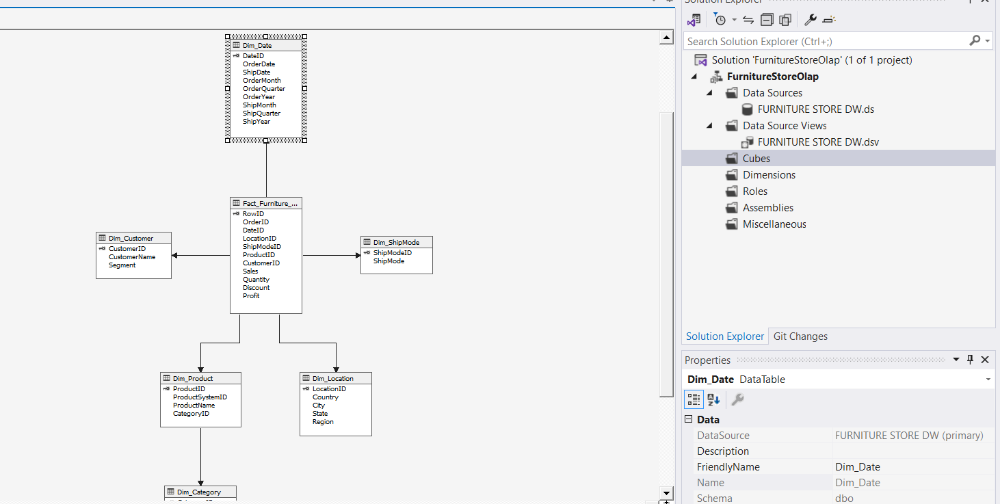 Solution Explorer
Search Solution Explorer (Ctrl+;)
Solution 'FurnitureStoreOlap' (1 of 1 project)
FurnitureStoreOlap
Data Sources
FURNITURE STORE DW.ds
Data Source Views
FURNITURE STORE DW.dsv
Cubes
Dimensions
Roles
Assemblies
Miscellaneous
Solution Explorer Git Changes
Properties
Dim_Date DataTable
Data
DataSource FURNITURE STORE DW (primary)
Description
FriendlyName Dim_Date
Name Dim_Date
Schema dbo
Dim_Date
DateID
OrderDate
ShipDate
OrderMonth
OrderQuarter
OrderYear
ShipMonth
ShipQuarter
ShipYear
Fact_Furniture_...
RowID
OrderID
DateID
LocationID
ShipModeID
ProductID
CustomerID
Sales
Quantity
Discount
Profit
Dim_Customer
CustomerID
CustomerName
Segment
Dim_ShipMode
ShipModeID
ShipMode
Dim_Product
ProductID
ProductSystemID
ProductName
CategoryID
Dim_Location
LocationID
Country
City
State
Region
Dim_Category